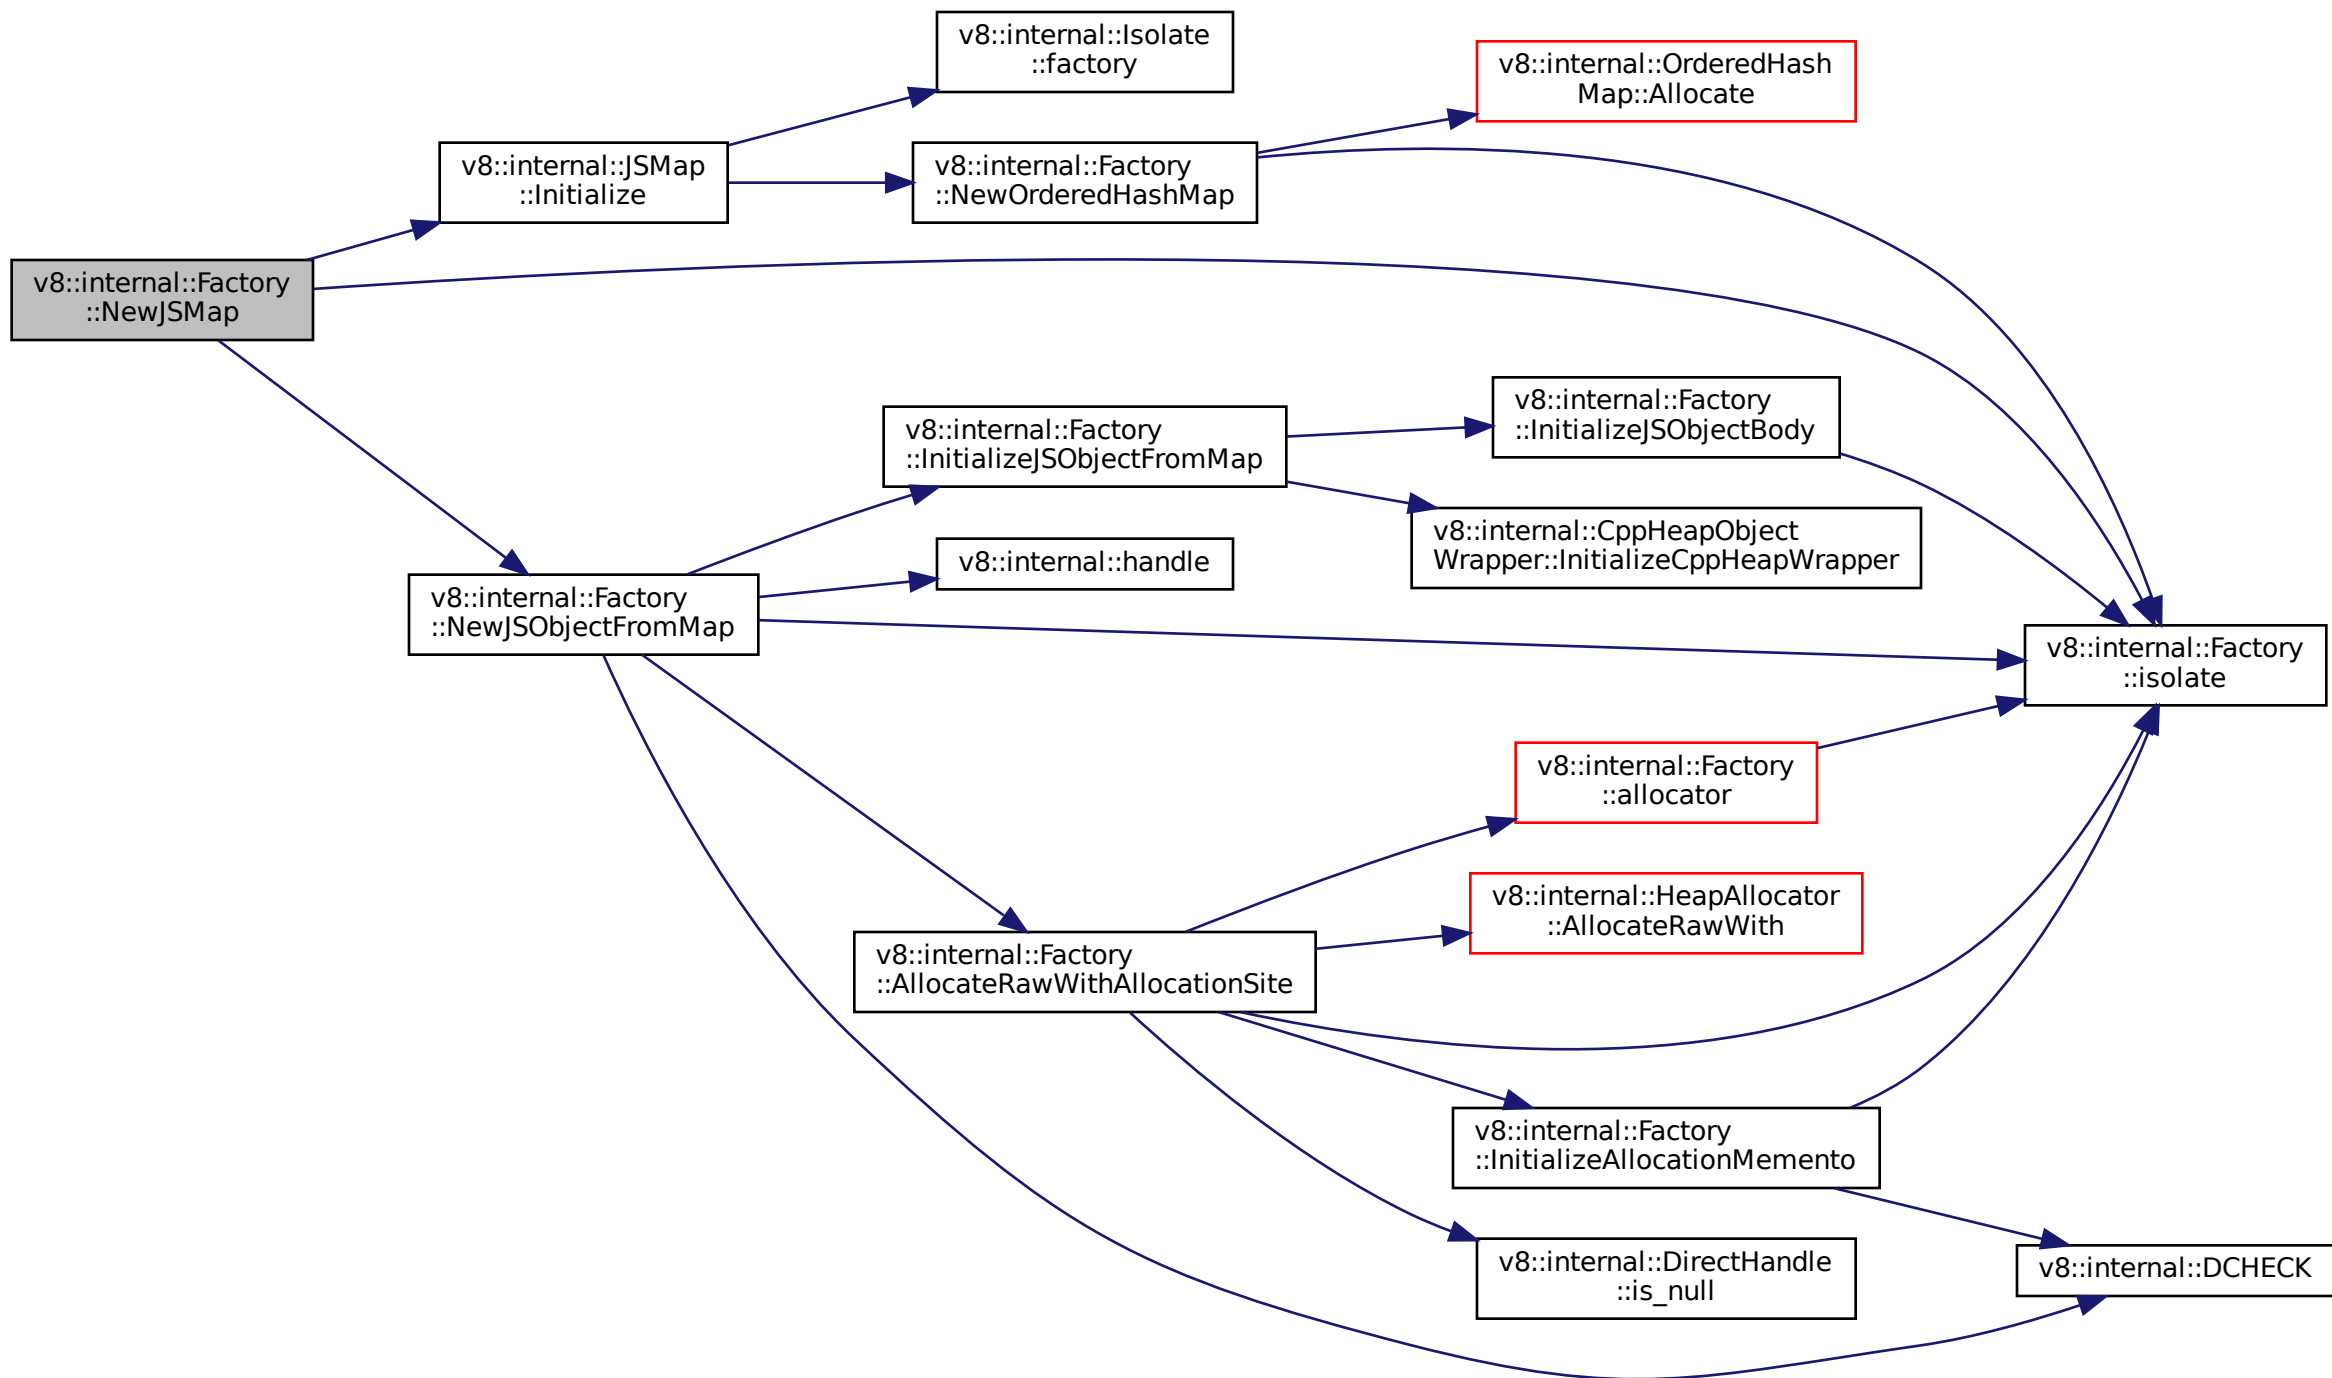 v8::internal::Isolate
::factory
v8::internal::OrderedHash
Map::Allocate
v8::internal::JSMap
::Initialize
v8::internal::Factory
::NewOrderedHashMap
v8::internal::Factory
::NewJSMap
v8::internal::Factory
::InitializeJSObjectFromMap
v8::internal::Factory
::InitializeJSObjectBody
v8::internal::CppHeapObject
Wrapper::InitializeCppHeapWrapper
v8::internal::handle
v8::internal::Factory
::NewJSObjectFromMap
v8::internal::Factory
::isolate
v8::internal::Factory
::allocator
v8::internal::HeapAllocator
::AllocateRawWith
v8::internal::Factory
::AllocateRawWithAllocationSite
v8::internal::Factory
::InitializeAllocationMemento
v8::internal::DirectHandle
::is_null
v8::internal::DCHECK